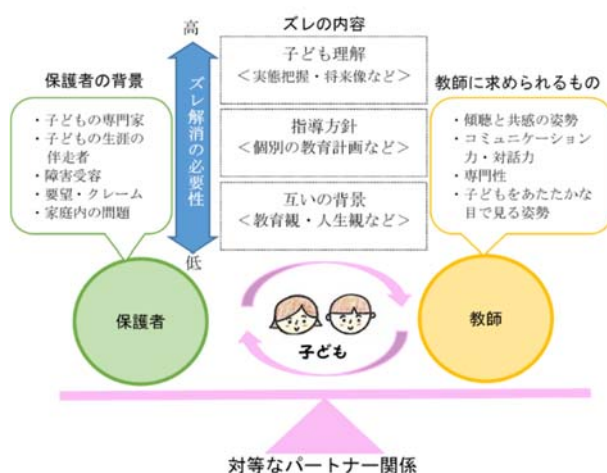 高
ズレの内容
ズレ解消の必要性
低
子ども理解
＜実態把握・将来像など＞
指導方針
＜個別の教育計画など＞
互いの背景
＜教育観・人生観など＞
保護者の背景
・子どもの専門家
・子どもの生涯の
伴走者
・障害受容
・要望・クレーム
・家庭内の問題
教師に求められるもの
・傾聴と共感の姿勢
・コミュニケーション
力・対話力
・専門性
・子どもをあたたかな
目で見る姿勢
保護者
子ども
教師
対等なパートナー関係